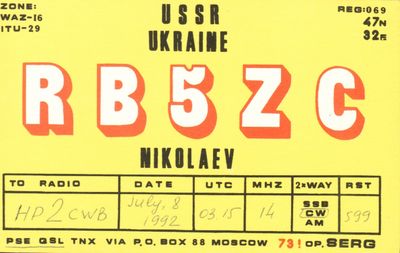 ZONE:
WAZ-16
ITU-29
USSR
UKRAINE
REG:069
47N
32E
RB5ZC
NIKOLAEV
TO RADIO DATE UTC MHZ 2×WAY RST
HP2CWB July, 8 1992 0315 14 SSB CW AM 599
PSE QSL TNX VIA P.O. BOX 88 MOSCOW 73! OP. SERG